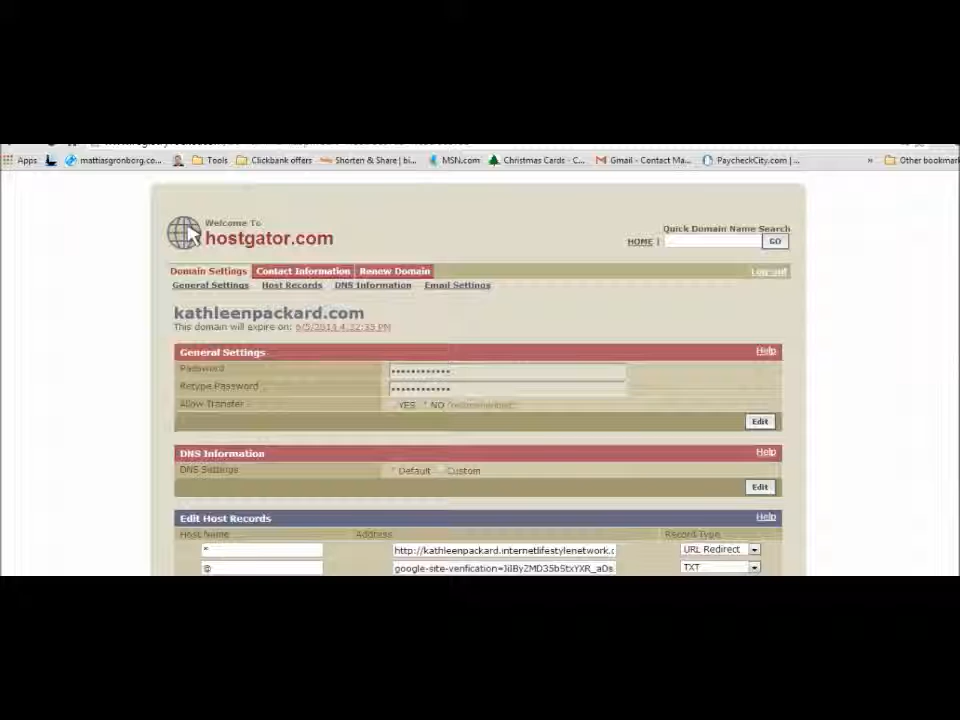 Apps mattiasgronborg.co... Tools Clickbank offers Shorten & Share | bi... MSN.com Christmas Cards - C... Gmail - Contact Ma... PaycheckCity.com | ... » Other bookmark
Welcome To
hostgator.com
Quick Domain Name Search
HOME | GO
Domain Settings Contact Information Renew Domain Log out
General Settings Host Records DNS Information Email Settings
kathleenpackard.com
This domain will expire on:
General Settings Help
Password ************
Retype Password ************
Allow Transfer YES NO (recommended)
Edit
DNS Information Help
DNS Settings Default Custom
Edit
Edit Host Records Help
Host Name Address Record Type
* http://kathleenpackard.internetlifestylenetwork.c URL Redirect
@ TXT